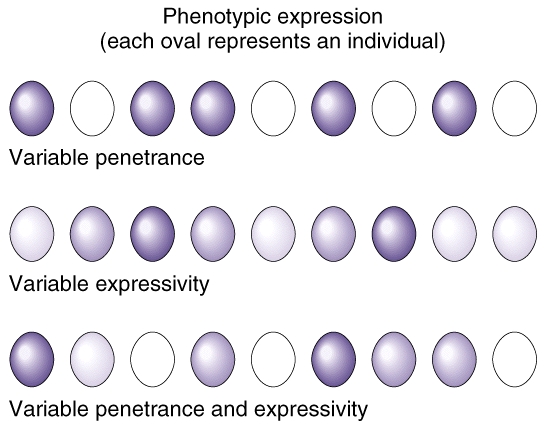 Phenotypic expression
(each oval represents an individual)
Variable penetrance
Variable expressivity
Variable penetrance and expressivity